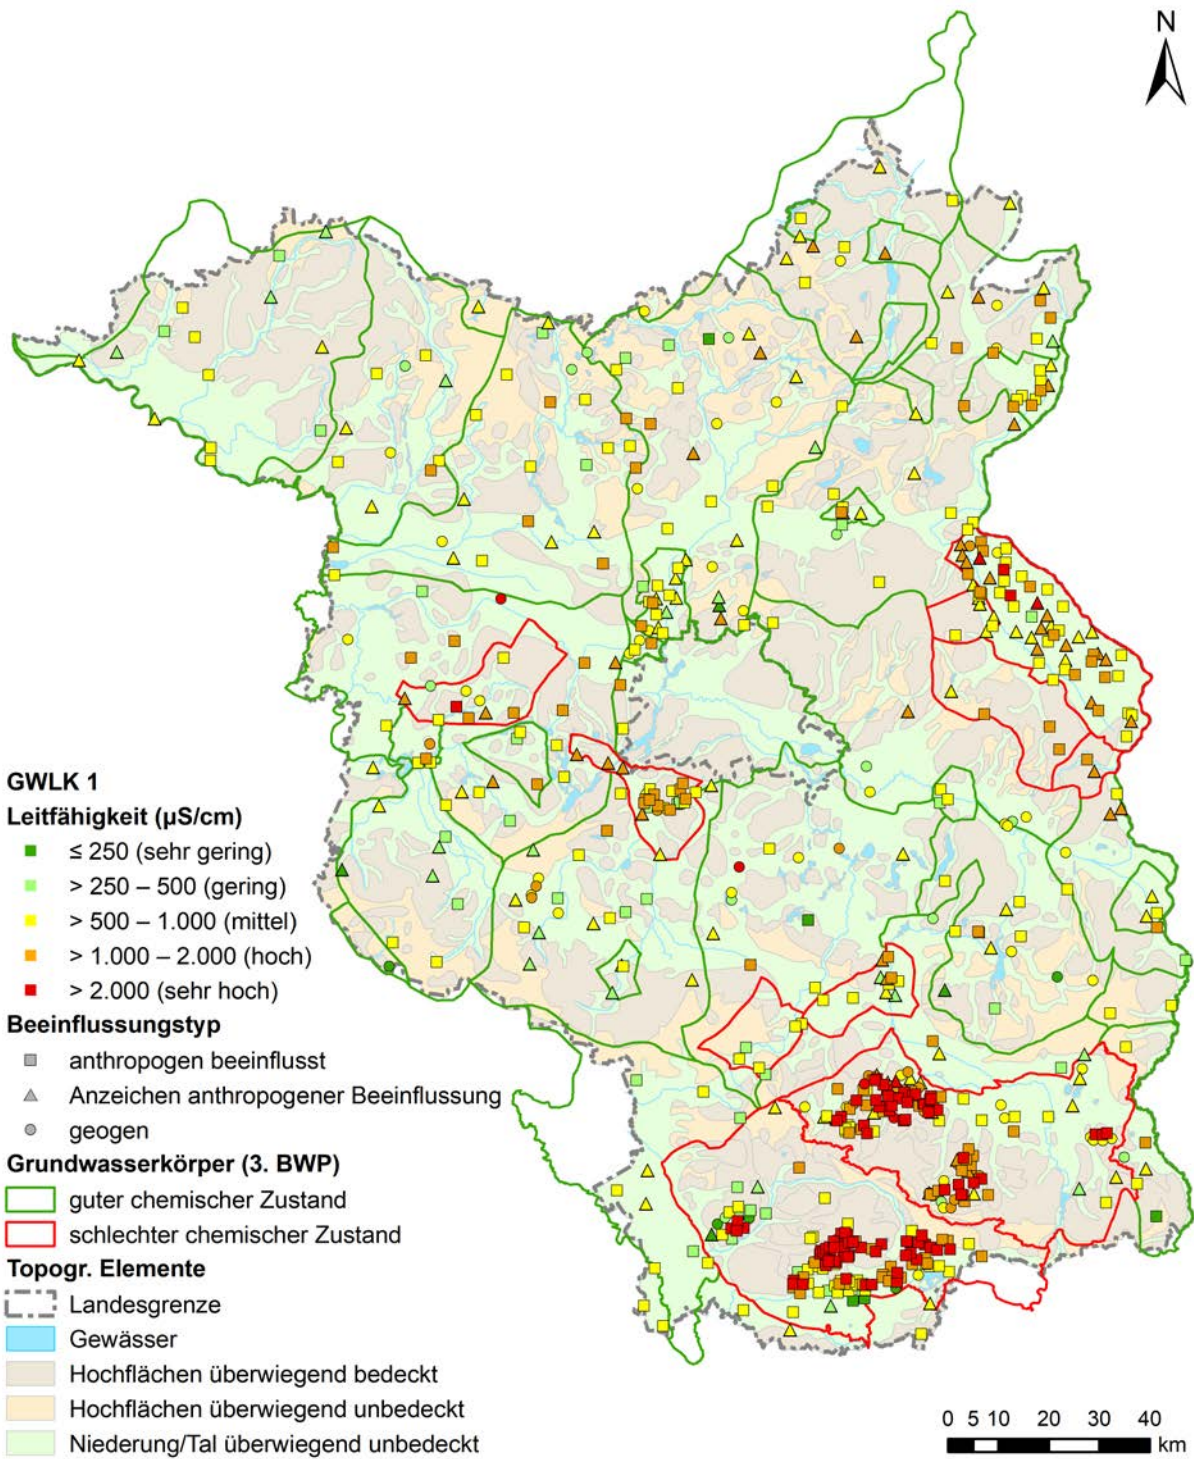 N
GWLK 1
Leitfähigkeit (µS/cm)
≤ 250 (sehr gering)
> 250 – 500 (gering)
> 500 – 1.000 (mittel)
> 1.000 – 2.000 (hoch)
> 2.000 (sehr hoch)
Beeinflussungstyp
anthropogen beeinflusst
Anzeichen anthropogener Beeinflussung
geogen
Grundwasserkörper (3. BWP)
guter chemischer Zustand
schlechter chemischer Zustand
Topogr. Elemente
Landesgrenze
Gewässer
Hochflächen überwiegend bedeckt
Hochflächen überwiegend unbedeckt
Niederung/Tal überwiegend unbedeckt
0 5 10 20 30 40
km